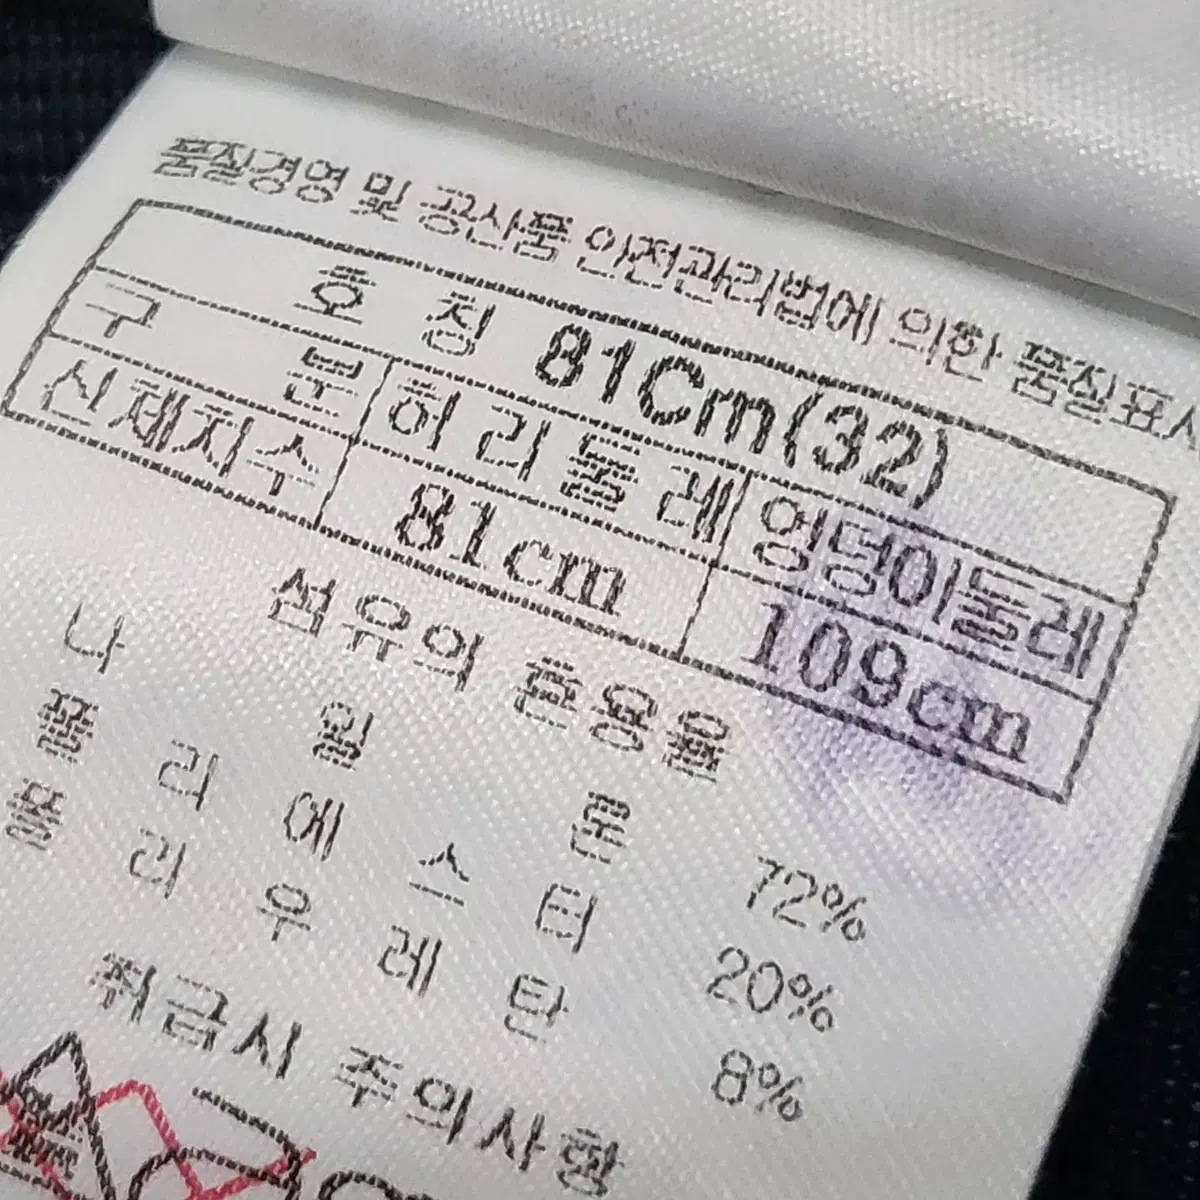 품질경영 및 공산품 안전관리법에 의한 품질표시
호 칭 81Cm(32)
구 분 허리둘레 엉덩이둘레
신체치수 81cm 109cm
섬유의 혼용율
나 일 론 72%
폴 리 에 스 터 20%
폴 리 우 레 탄 8%
취급시 주의사항